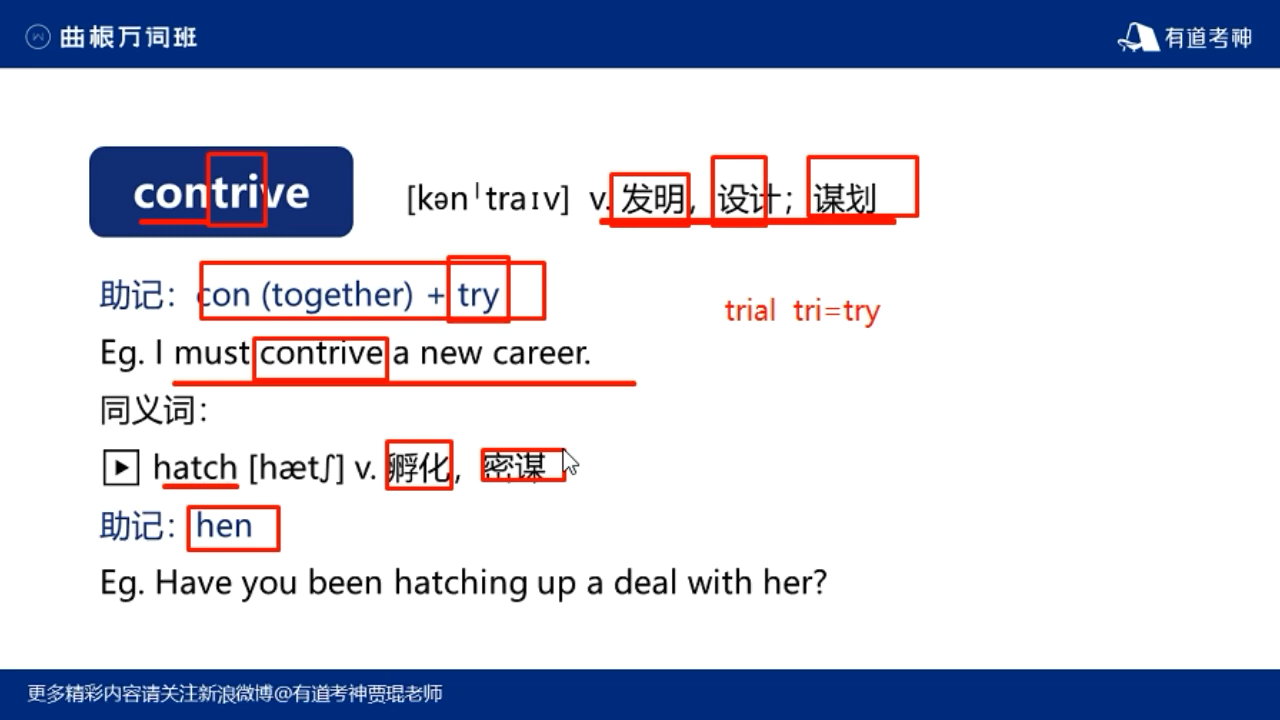 曲根万词班
有道考神
contrive [kənˈtraɪv] v. 发明, 设计; 谋划
助记: con (together) + try
trial tri=try
Eg. I must contrive a new career.
同义词:
hatch [hætʃ] v. 孵化, 密谋
助记: hen
Eg. Have you been hatching up a deal with her?
更多精彩内容请关注新浪微博@有道考神贾琨老师